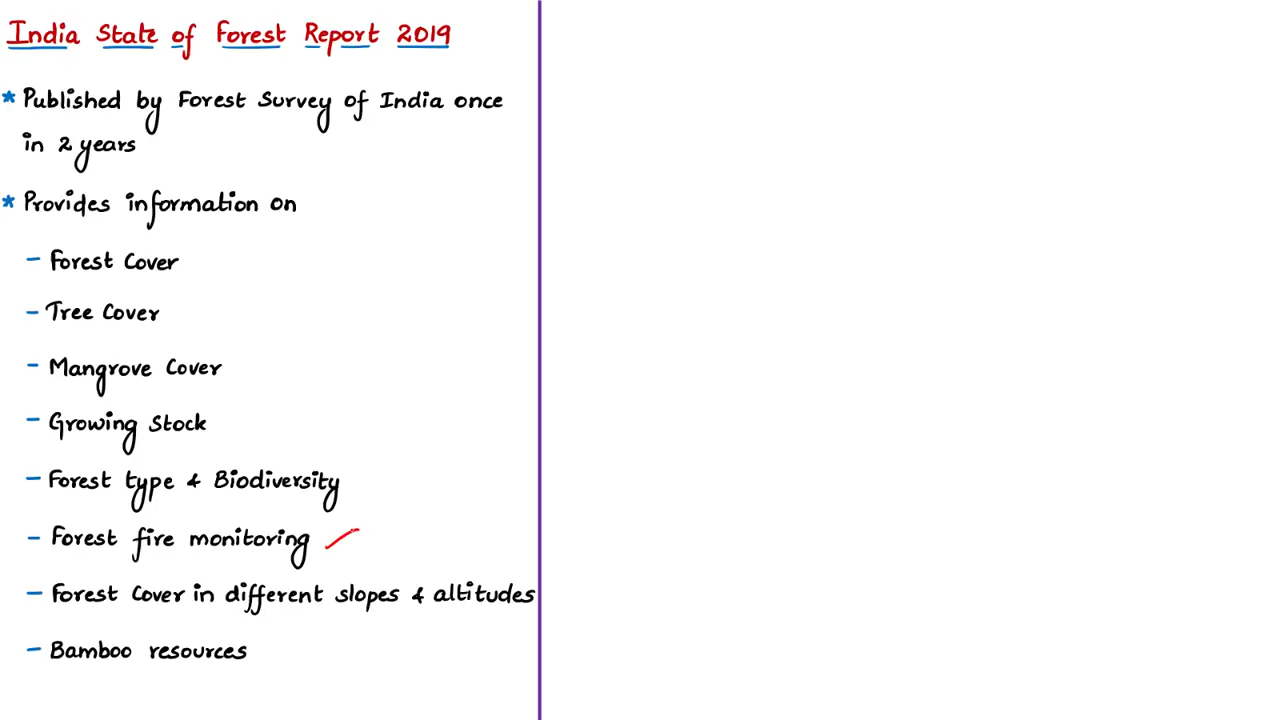 India State of Forest Report 2019
* Published by Forest Survey of India once
in 2 years
* Provides information on
- Forest Cover
- Tree Cover
- Mangrove Cover
- Growing Stock
- Forest type & Biodiversity
- Forest fire monitoring
- Forest Cover in different slopes & altitudes
- Bamboo resources